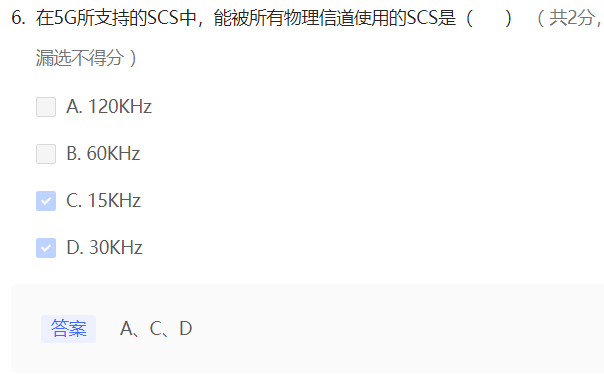 6. 在5G所支持的SCS中，能被所有物理信道使用的SCS是（ ）（ 共2分，
漏选不得分 ）
A. 120KHz
B. 60KHz
C. 15KHz
D. 30KHz
答案 A、C、D